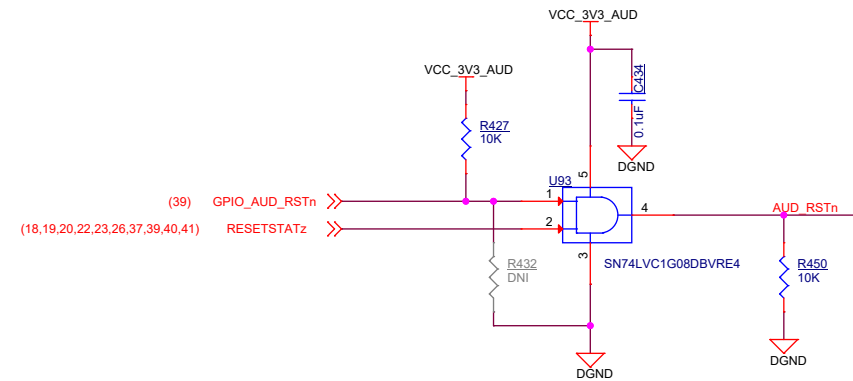 VCC_3V3_AUD
VCC_3V3_AUD
C434
0.1uF
R427
10K
DGND
U93
5
(39) GPIO_AUD_RSTn
1
4
AUD_RSTn
(18,19,20,22,23,26,37,39,40,41) RESETSTATz
2
3
R432
DNI
SN74LVC1G08DBVRE4
R450
10K
DGND
DGND